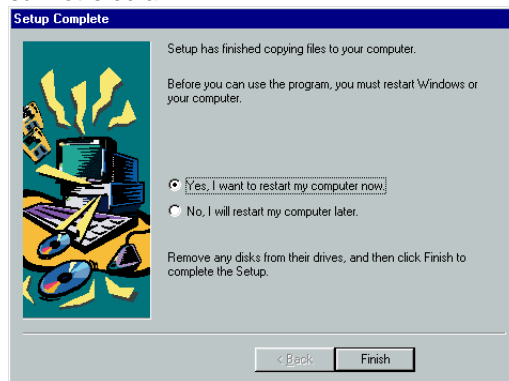 Setup Complete
Setup has finished copying files to your computer.
Before you can use the program, you must restart Windows or
your computer.
Yes, I want to restart my computer now.
No, I will restart my computer later.
Remove any disks from their drives, and then click Finish to
complete the Setup.
< Back
Finish